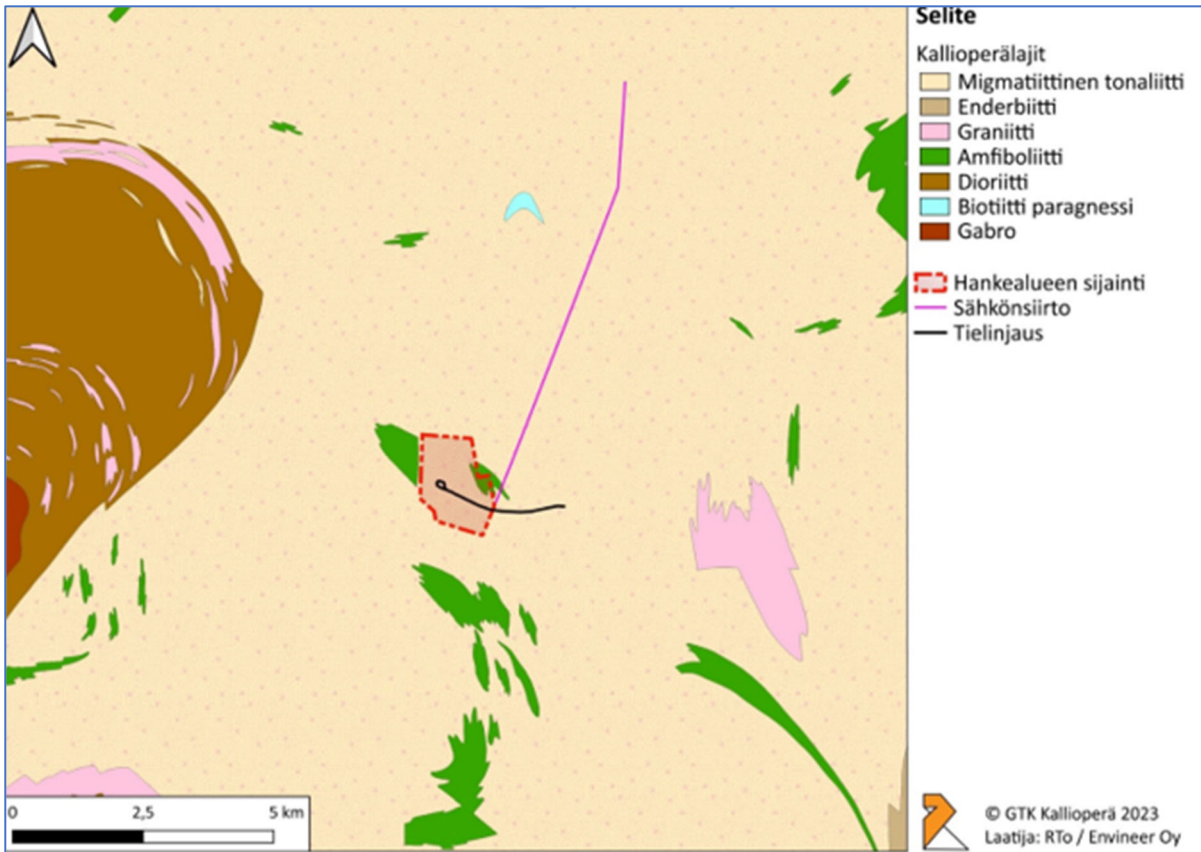 Selite
Kallioperälajit
Migmatiittinen tonaliitti
Enderbiitti
Graniitti
Amfiboliitti
Dioriitti
Biotiitti paragnessi
Gabro
Hankealueen sijainti
Sähkönsiirto
Tielinjaus
0 2,5 5 km
© GTK Kallioperä 2023
Laatija: RTo / Envineer Oy